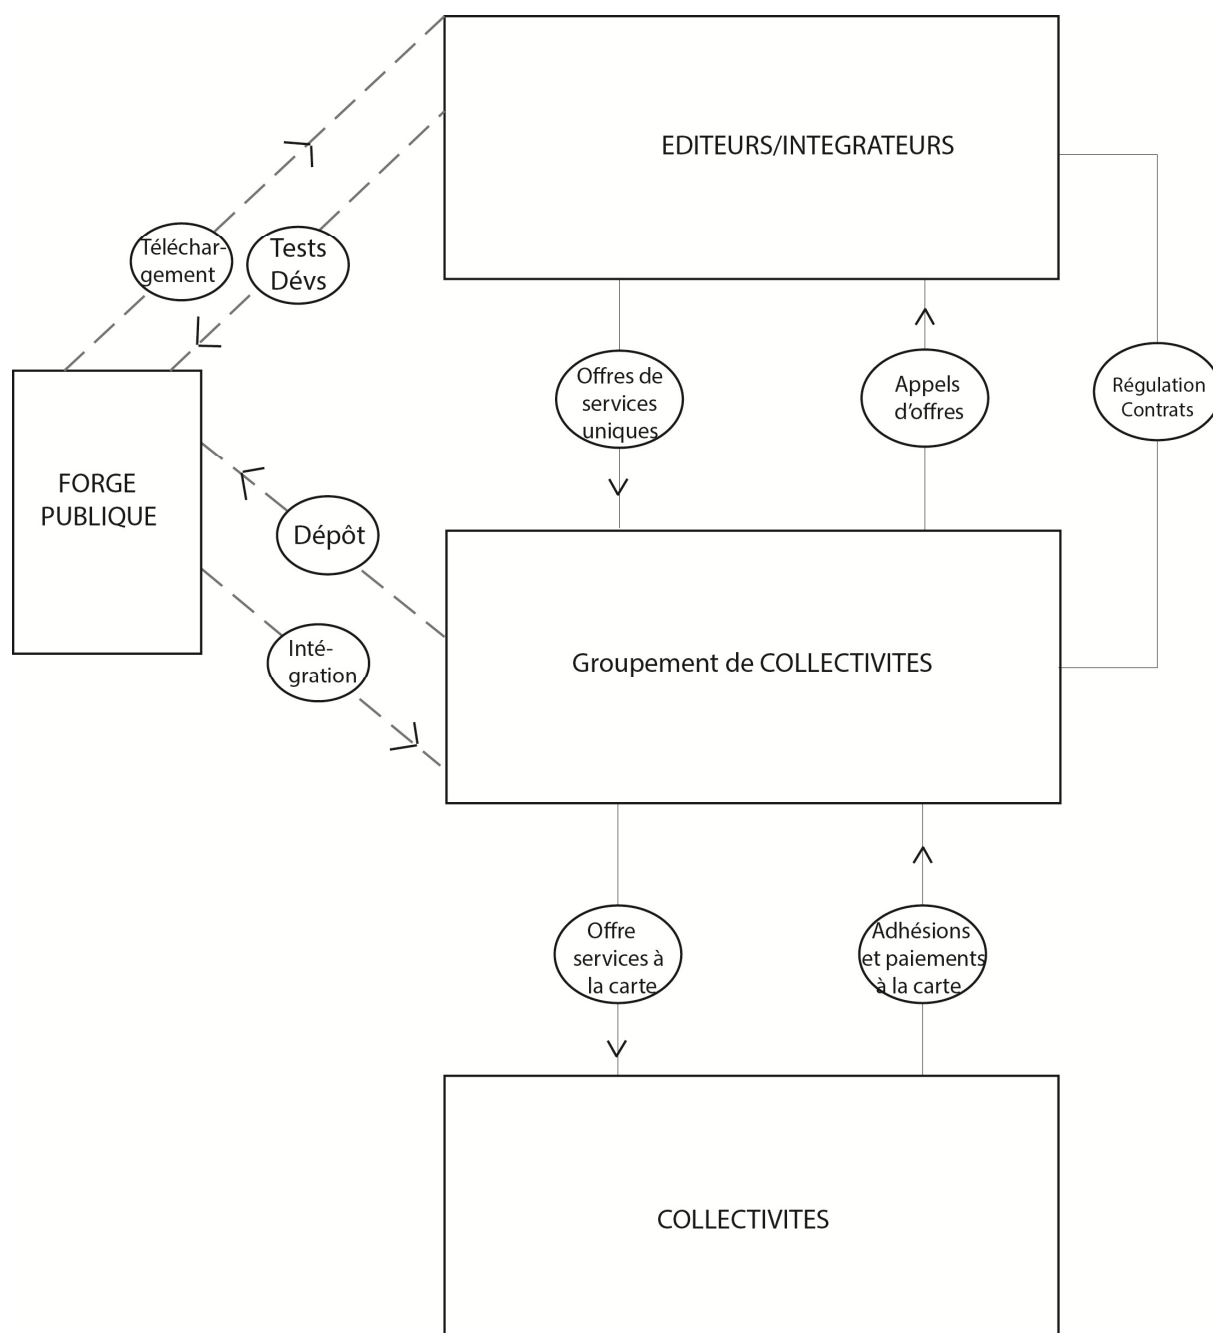 EDITEURS/INTEGRATEURS
Téléchar-
gement
Tests
Dévs
Offres de
services
uniques
Appels
d'offres
Régulation
Contrats
FORGE
PUBLIQUE
Dépôt
Inté-
gration
Groupement de COLLECTIVITES
Offre
services à
la carte
Adhésions
et paiements
à la carte
COLLECTIVITES